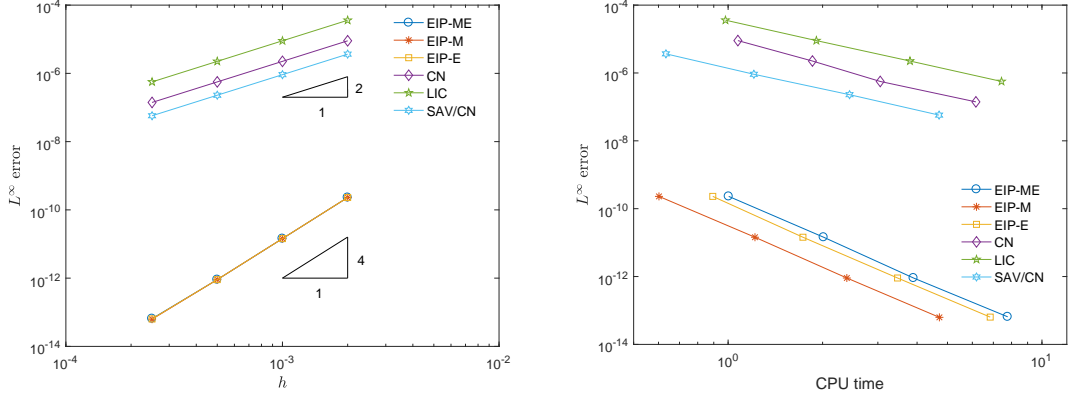 10^-4
10^-6
10^-8
10^-10
10^-12
10^-14
L^∞ error
10^-4
10^-3
10^-2
h
EIP-ME
EIP-M
EIP-E
CN
LIC
SAV/CN
2
1
4
1
10^-4
10^-6
10^-8
10^-10
10^-12
10^-14
L^∞ error
10^0
10^1
CPU time
EIP-ME
EIP-M
EIP-E
CN
LIC
SAV/CN